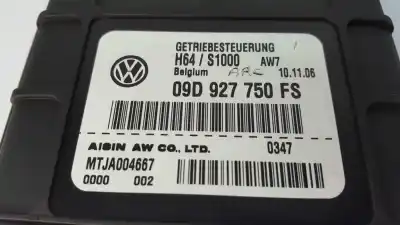 GETRIEBESTEUERUNG
H64 / S1000 AW7
Belgium 10.11.06
09D 927 750 FS
AISIN AW CO., LTD. 0347
MTJA004667
0000 002